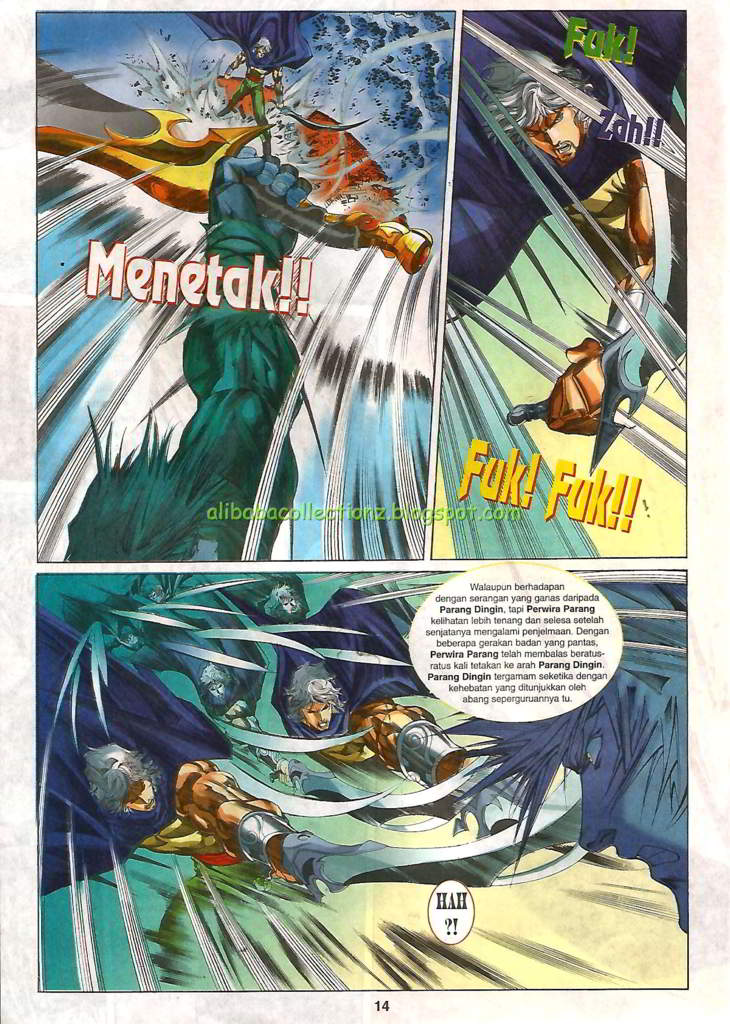 Menetak!!
Fuk!
Zah!!
Fuk! Fuk!!
alibabacollectionz.blogspot.com
Walaupun berhadapan
dengan serangan yang ganas daripada
Parang Dingin, tapi Perwira Parang
kelihatan lebih tenang dan selesa setelah
senjatanya mengalami penjelmaan. Dengan
beberapa gerakan badan yang pantas,
Perwira Parang telah membalas beratus-
ratus kali tetakan ke arah Parang Dingin.
Parang Dingin tergamam seketika dengan
kehebatan yang ditunjukkan oleh
abang seperguruannya tu.
HAH
?!
14